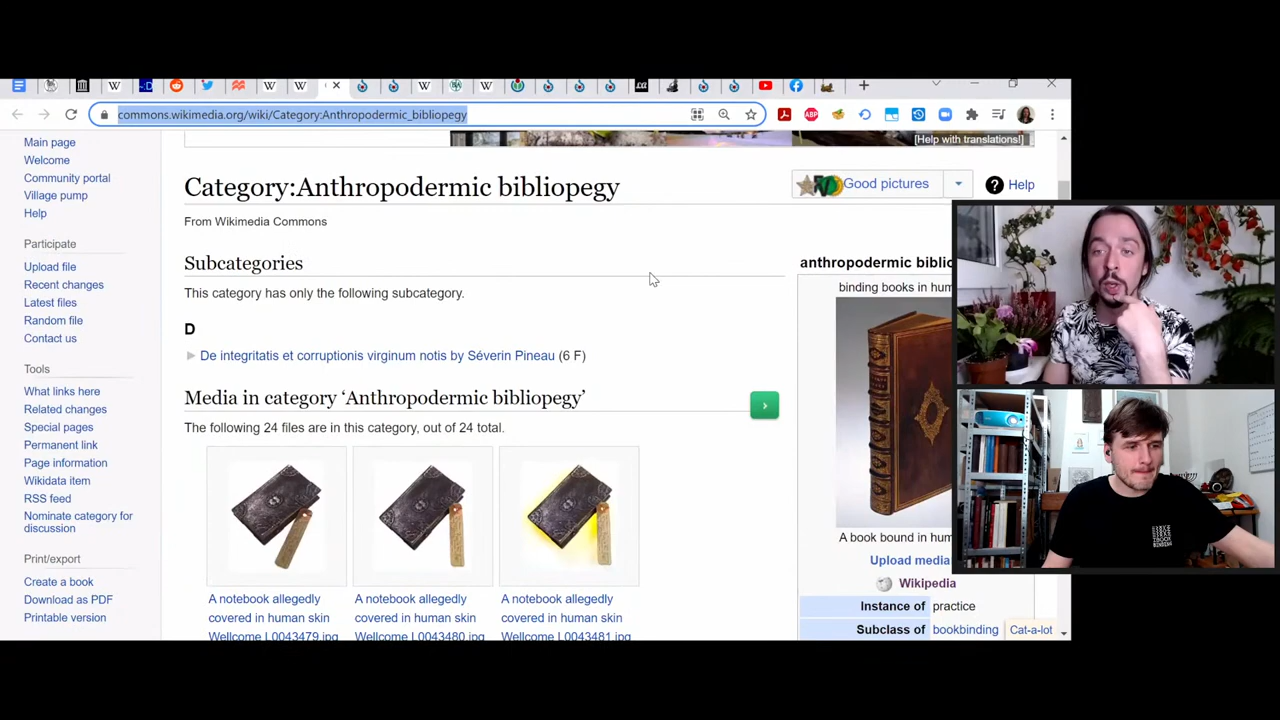 commons.wikimedia.org/wiki/Category:Anthropodermic_bibliopegy
[Help with translations!]
Main page
Welcome
Community portal
Village pump
Help
Participate
Upload file
Recent changes
Latest files
Random file
Contact us
Tools
What links here
Related changes
Special pages
Permanent link
Page information
Wikidata item
RSS feed
Nominate category for
discussion
Print/export
Create a book
Download as PDF
Printable version
Category:Anthropodermic bibliopegy
Good pictures
Help
From Wikimedia Commons
Subcategories
This category has only the following subcategory.
D
De integritatis et corruptionis virginum notis by Séverin Pineau (6 F)
Media in category ‘Anthropodermic bibliopegy’
The following 24 files are in this category, out of 24 total.
A notebook allegedly
covered in human skin
Wellcome L0043479.jpg
A notebook allegedly
covered in human skin
Wellcome L0043480.jpg
A notebook allegedly
covered in human skin
Wellcome L0043481.jpg
anthropodermic biblio
binding books in hum
A book bound in hum
Upload media
Wikipedia
Instance of practice
Subclass of bookbinding
Cat-a-lot